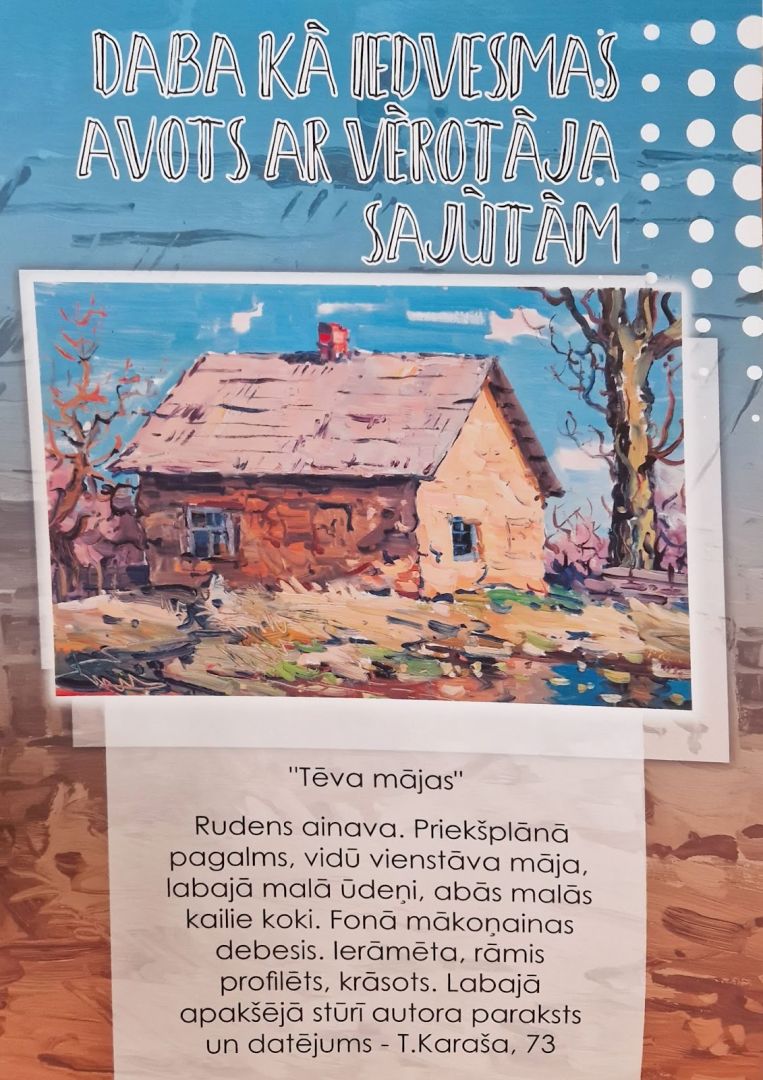 DABA KĀ IEDVESMAS
AVOTS AR VĒROTĀJA
SAJŪTĀM
"Tēva mājas"
Rudens ainava. Priekšplānā
pagalms, vidū vienstāva māja,
labajā malā ūdeņi, abās malās
kailie koki. Fonā mākoņainas
debesis. Ierāmēta, rāmis
profilēts, krāsots. Labajā
apakšējā stūrī autora paraksts
un datējums - T.Karaša, 73